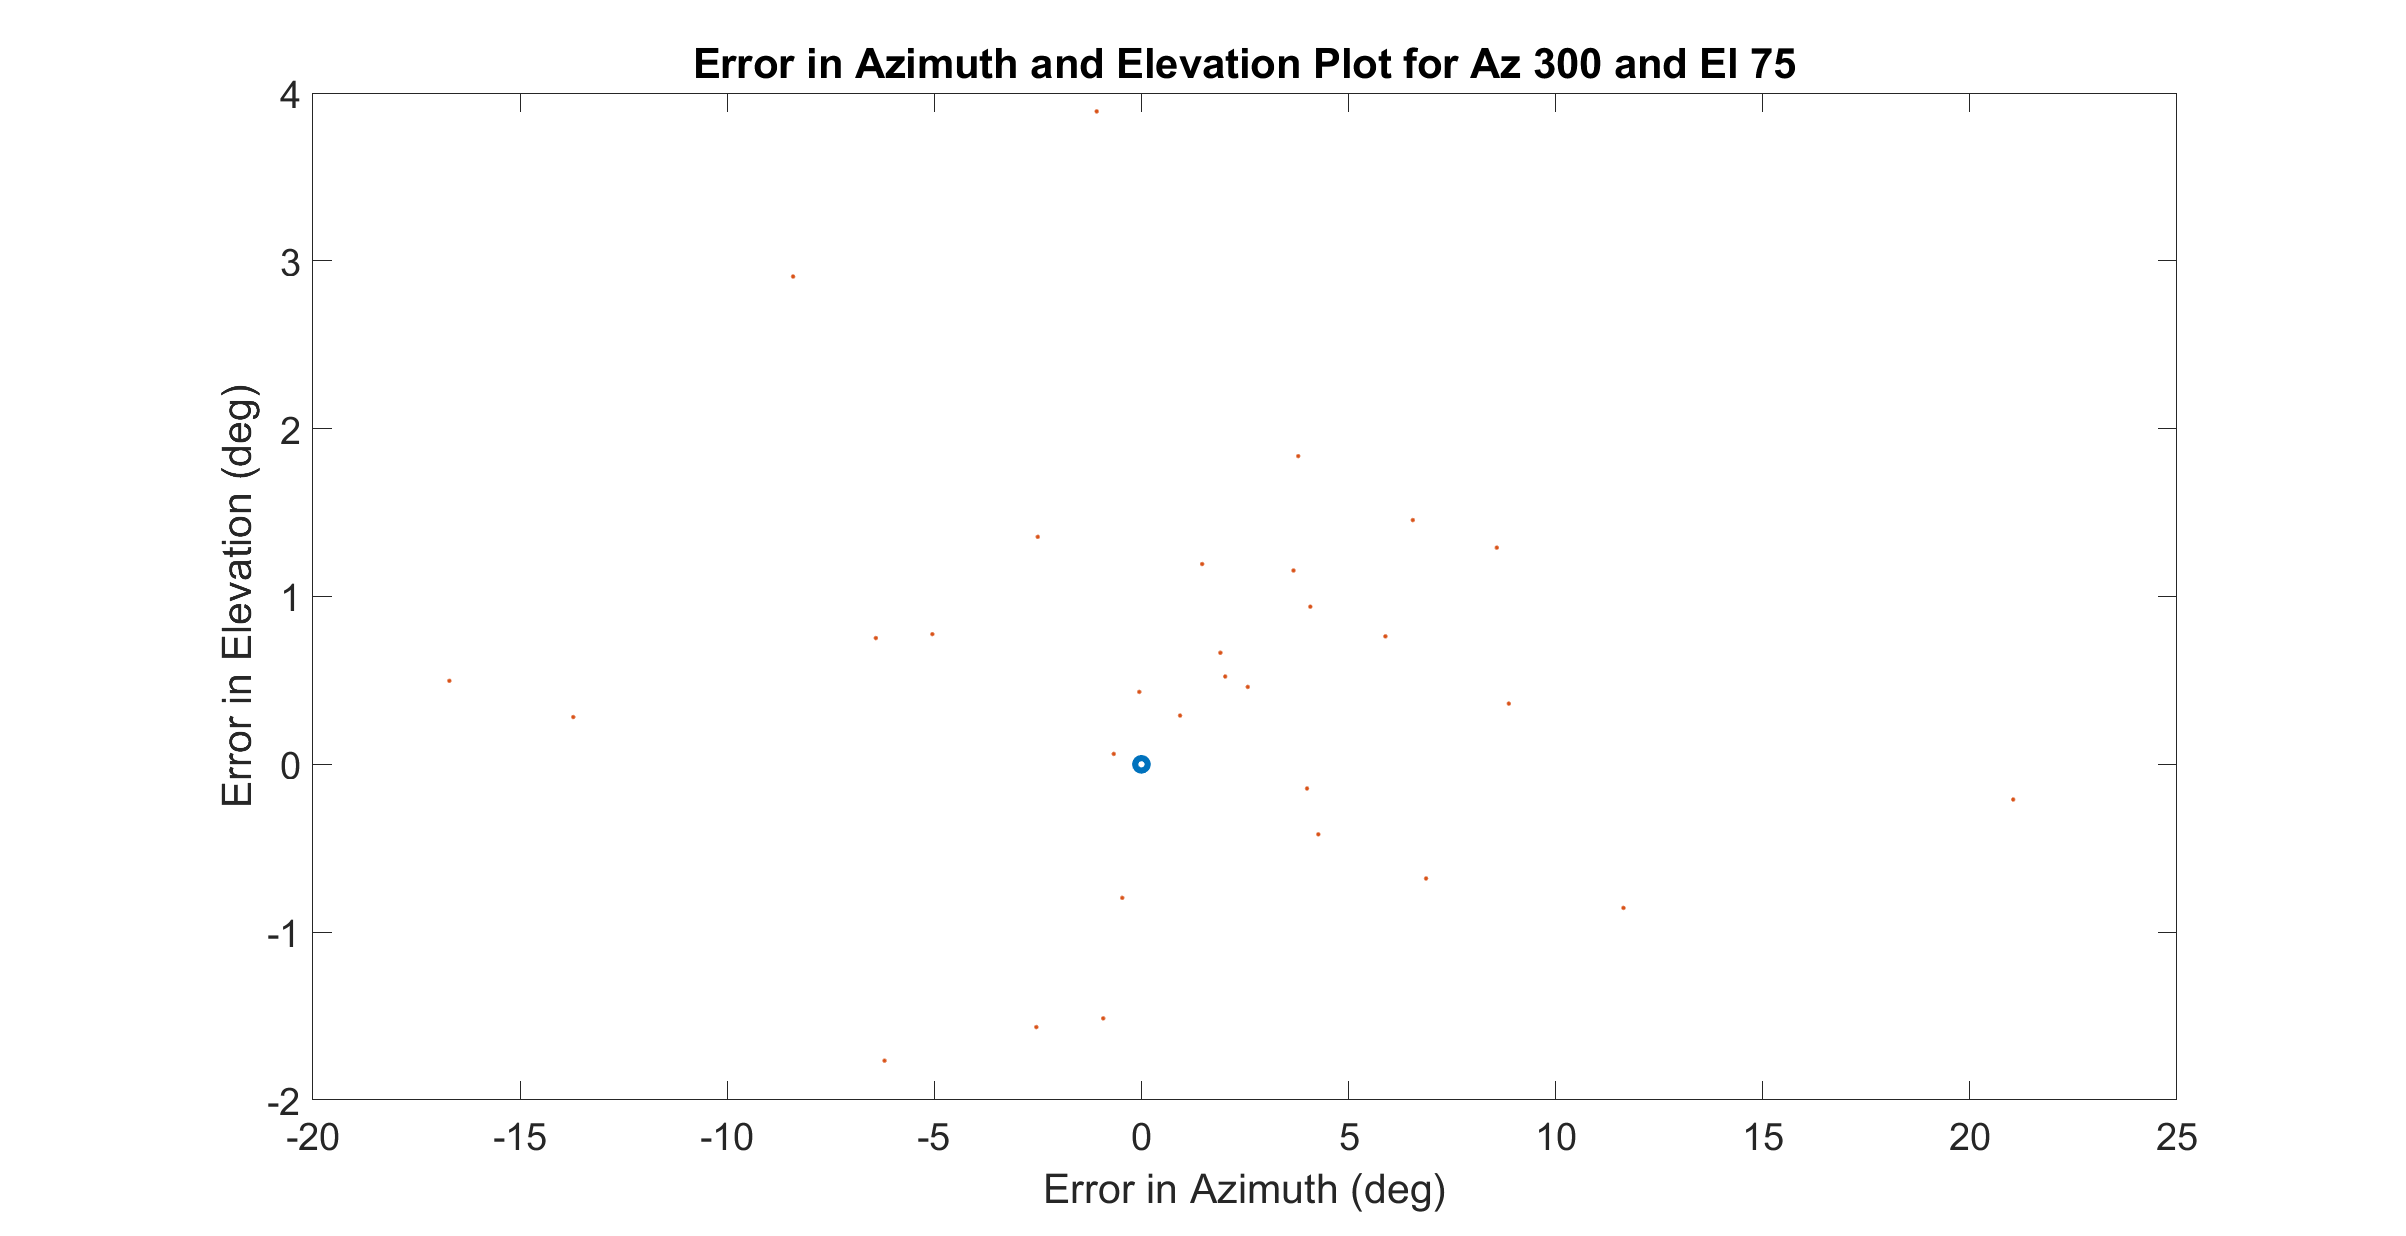 Error in Azimuth and Elevation Plot for Az 300 and El 75
4
3
2
1
0
-1
-2
Error in Elevation (deg)
-20 -15 -10 -5 0 5 10 15 20 25
Error in Azimuth (deg)